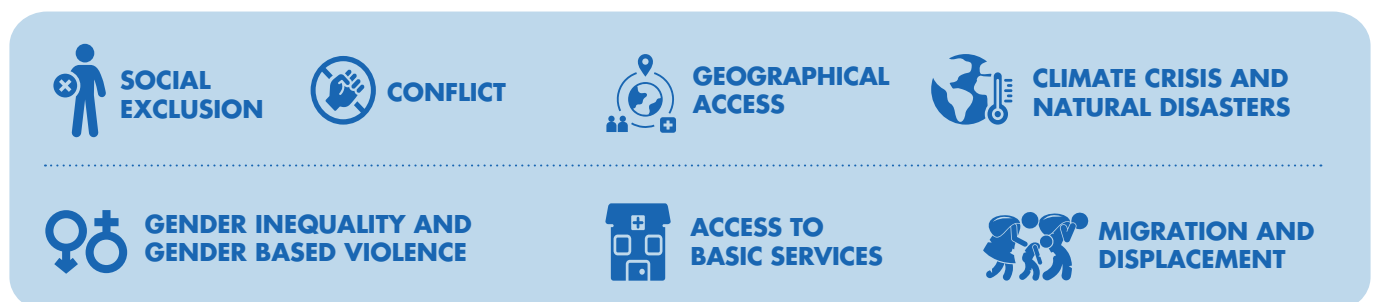 SOCIAL
EXCLUSION
CONFLICT
GEOGRAPHICAL
ACCESS
CLIMATE CRISIS AND
NATURAL DISASTERS
GENDER INEQUALITY AND
GENDER BASED VIOLENCE
ACCESS TO
BASIC SERVICES
MIGRATION AND
DISPLACEMENT